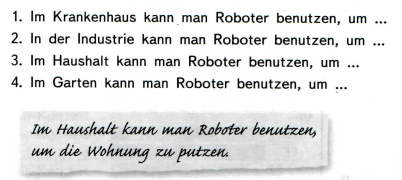 1. Im Krankenhaus kann man Roboter benutzen, um ...
2. In der Industrie kann man Roboter benutzen, um ...
3. Im Haushalt kann man Roboter benutzen, um ...
4. Im Garten kann man Roboter benutzen, um ...
Im Haushalt kann man Roboter benutzen,
um die Wohnung zu putzen.